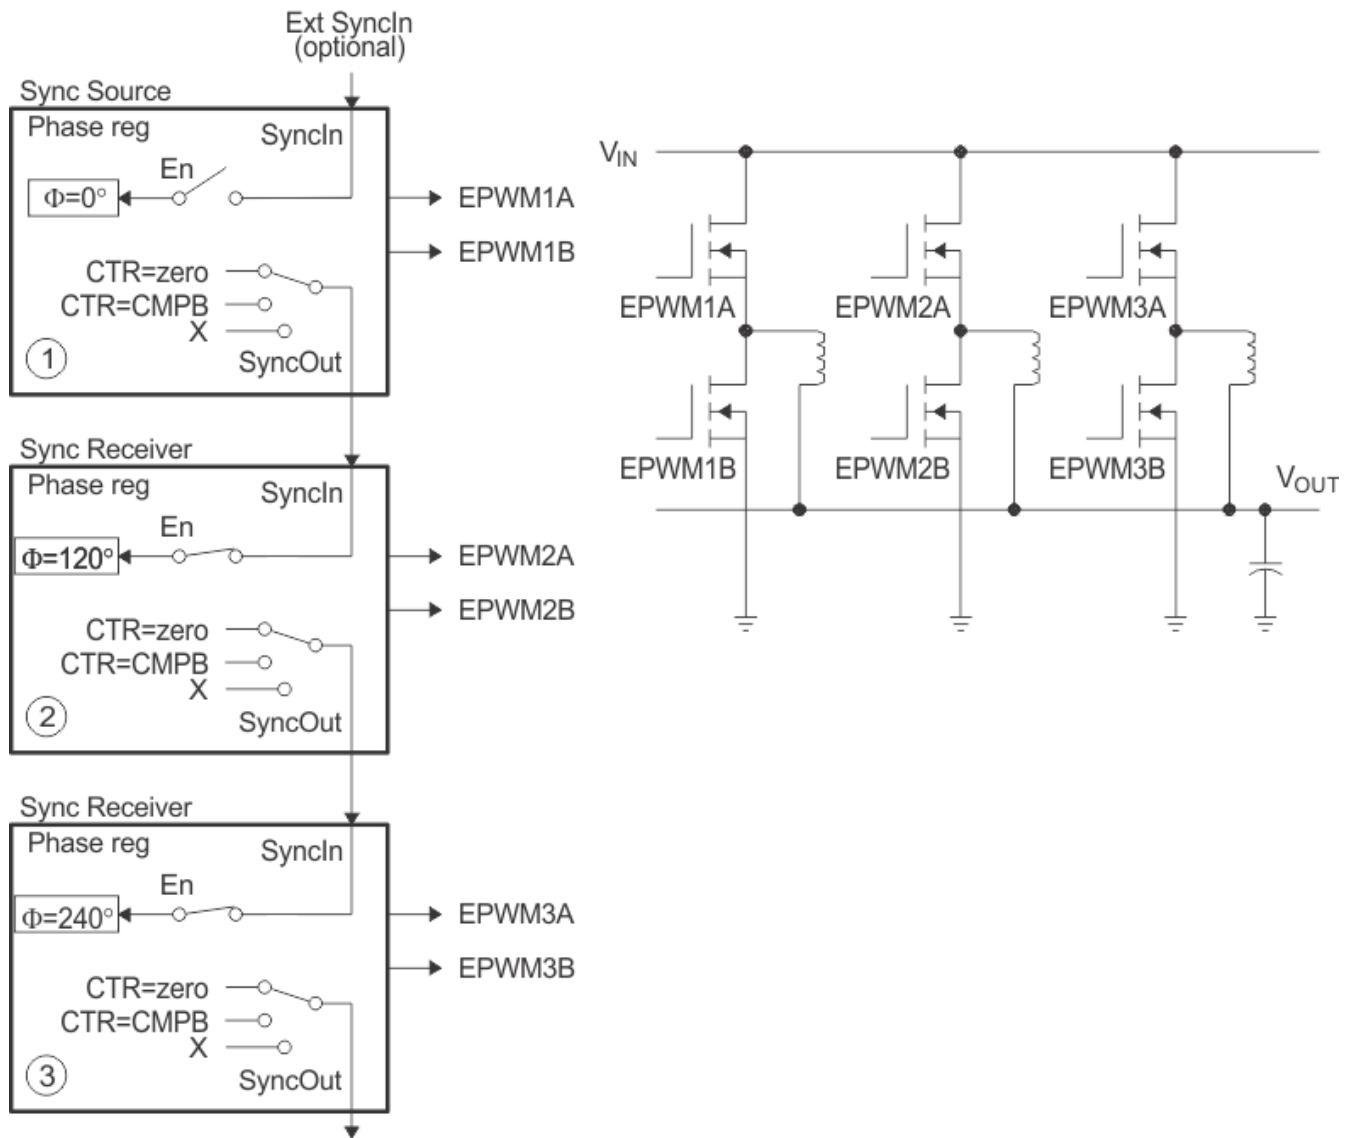 Ext SyncIn
(optional)
Sync Source
Phase reg
SyncIn
En
Φ=0°
EPWM1A
EPWM1B
CTR=zero
CTR=CMPB
X
SyncOut
1
Sync Receiver
Phase reg
SyncIn
En
Φ=120°
EPWM2A
EPWM2B
CTR=zero
CTR=CMPB
X
SyncOut
2
Sync Receiver
Phase reg
SyncIn
En
Φ=240°
EPWM3A
EPWM3B
CTR=zero
CTR=CMPB
X
SyncOut
3
VIN
EPWM1A
EPWM2A
EPWM3A
EPWM1B
EPWM2B
EPWM3B
VOUT